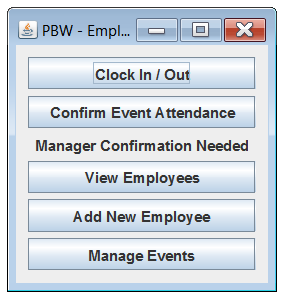 PBW - Empl...
Clock In / Out
Confirm Event Attendance
Manager Confirmation Needed
View Employees
Add New Employee
Manage Events